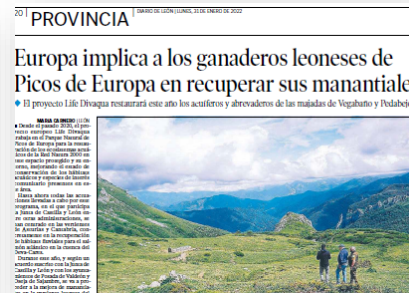 20 | PROVINCIA
DIARIO DE LEÓN | LUNES, 31 DE ENERO DE 2022
Europa implica a los ganaderos leoneses de
Picos de Europa en recuperar sus manantiale
El proyecto Life Divaqua restaurará este año los acuíferos y abrevaderos de las majadas de Vegabaño y Pedabej
MARÍA CARNERO | LEÓN
Desde el pasado 2020, el pro-
yecto europeo Life Divaqua
trabaja en el Parque Nacional de
Picos de Europa para la restau-
ración de los ecosistemas acuá-
ticos de la Red Natura 2000 en
ese espacio protegido y su en-
torno, mejorando el estado de
conservación de los hábitats
acuáticos y especies de interés
comunitario presentes en es-
e área.
Hasta ahora todas las actua-
ciones llevadas a cabo por este
programa, en el que participa
la Junta de Castilla y León en-
re otras administraciones, se
han centrado en las vertientes
de Asturias y Cantabria, con-
cretamente en la recuperación
de hábitats fluviales para el sal-
món atlántico en la cuenca del
Deva-Cares.
Durante este año, y según un
acuerdo suscrito con la Junta de
Castilla y León y con los ayunta-
mientos de Posada de Valdeón y
Oseja de Sajambre, se va a pro-
ceder a la mejora de manantia-